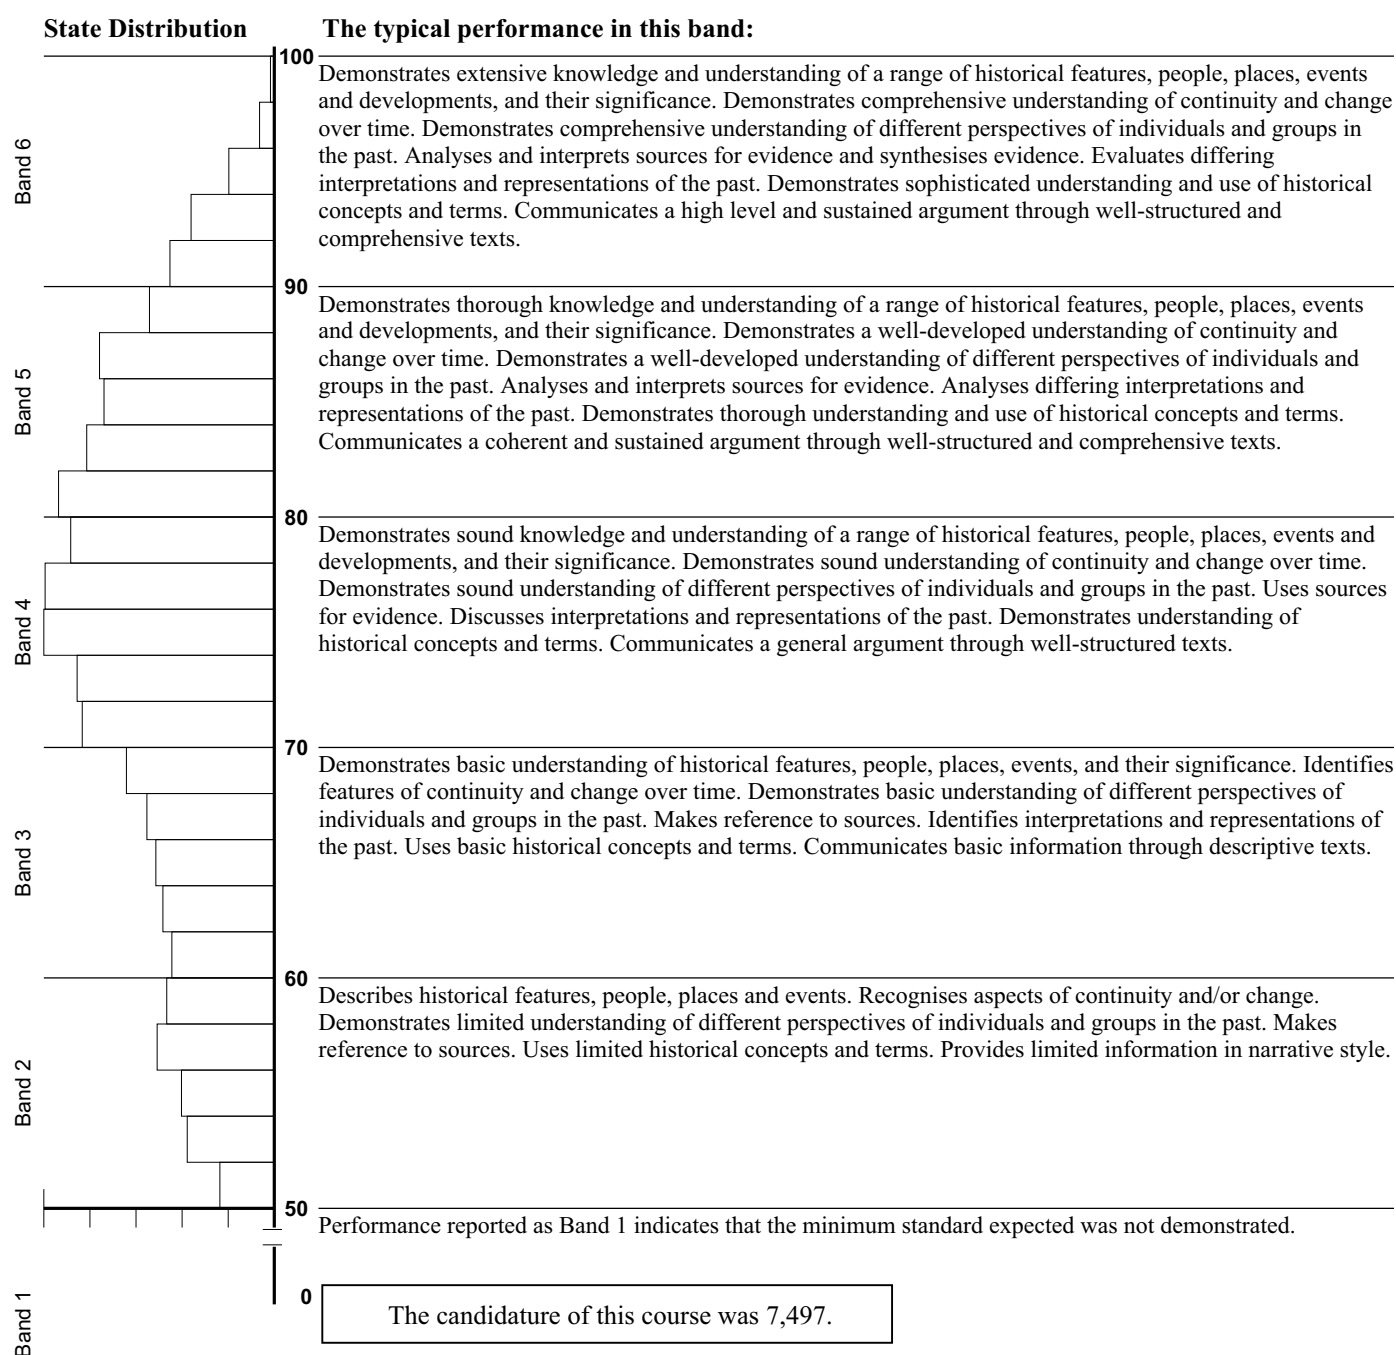 State Distribution
The typical performance in this band:
100
Demonstrates extensive knowledge and understanding of a range of historical features, people, places, events
and developments, and their significance. Demonstrates comprehensive understanding of continuity and change
over time. Demonstrates comprehensive understanding of different perspectives of individuals and groups in
the past. Analyses and interprets sources for evidence and synthesises evidence. Evaluates differing
interpretations and representations of the past. Demonstrates sophisticated understanding and use of historical
concepts and terms. Communicates a high level and sustained argument through well-structured and
comprehensive texts.
Band 6
90
Demonstrates thorough knowledge and understanding of a range of historical features, people, places, events
and developments, and their significance. Demonstrates a well-developed understanding of continuity and
change over time. Demonstrates a well-developed understanding of different perspectives of individuals and
groups in the past. Analyses and interprets sources for evidence. Analyses differing interpretations and
representations of the past. Demonstrates thorough understanding and use of historical concepts and terms.
Communicates a coherent and sustained argument through well-structured and comprehensive texts.
Band 5
80
Demonstrates sound knowledge and understanding of a range of historical features, people, places, events and
developments, and their significance. Demonstrates sound understanding of continuity and change over time.
Demonstrates sound understanding of different perspectives of individuals and groups in the past. Uses sources
for evidence. Discusses interpretations and representations of the past. Demonstrates understanding of
historical concepts and terms. Communicates a general argument through well-structured texts.
Band 4
70
Demonstrates basic understanding of historical features, people, places, events, and their significance. Identifies
features of continuity and change over time. Demonstrates basic understanding of different perspectives of
individuals and groups in the past. Makes reference to sources. Identifies interpretations and representations of
the past. Uses basic historical concepts and terms. Communicates basic information through descriptive texts.
Band 3
60
Describes historical features, people, places and events. Recognises aspects of continuity and/or change.
Demonstrates limited understanding of different perspectives of individuals and groups in the past. Makes
reference to sources. Uses limited historical concepts and terms. Provides limited information in narrative style.
Band 2
50
Performance reported as Band 1 indicates that the minimum standard expected was not demonstrated.
0
Band 1
The candidature of this course was 7,497.